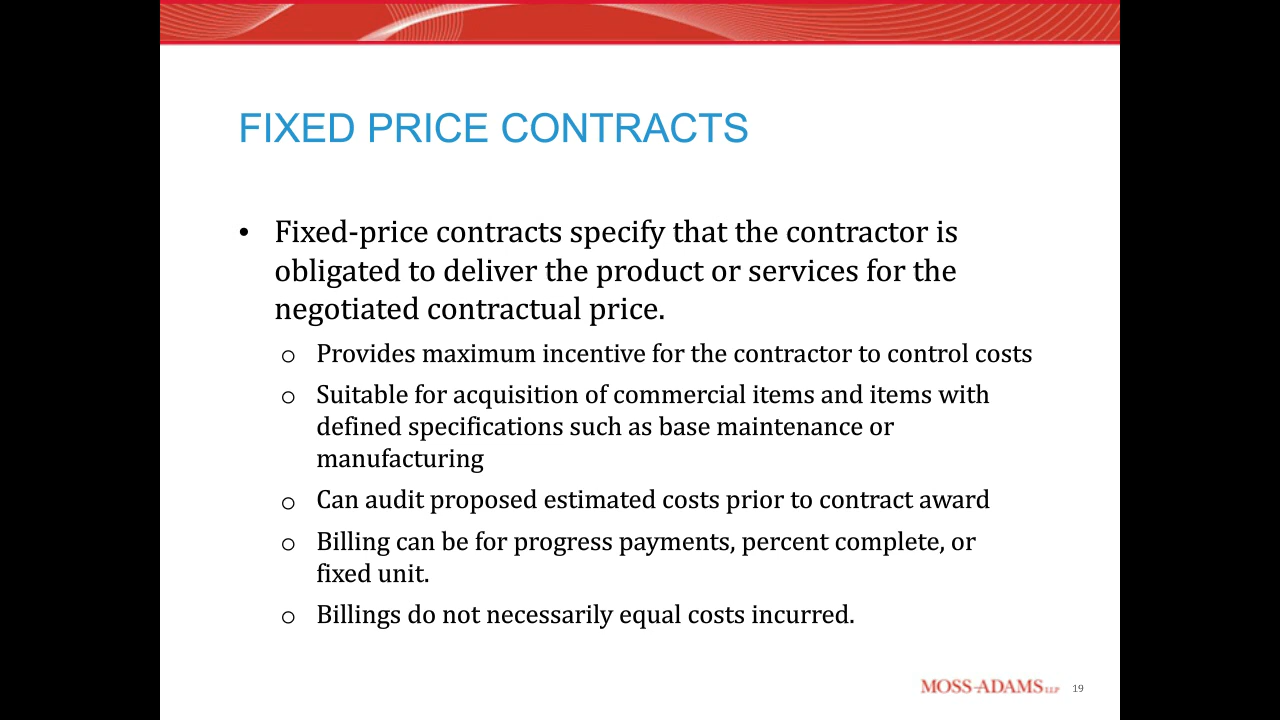 FIXED PRICE CONTRACTS
• Fixed-price contracts specify that the contractor is
obligated to deliver the product or services for the
negotiated contractual price.
o Provides maximum incentive for the contractor to control costs
o Suitable for acquisition of commercial items and items with
defined specifications such as base maintenance or
manufacturing
o Can audit proposed estimated costs prior to contract award
o Billing can be for progress payments, percent complete, or
fixed unit.
o Billings do not necessarily equal costs incurred.
MOSS-ADAMS LLP 19